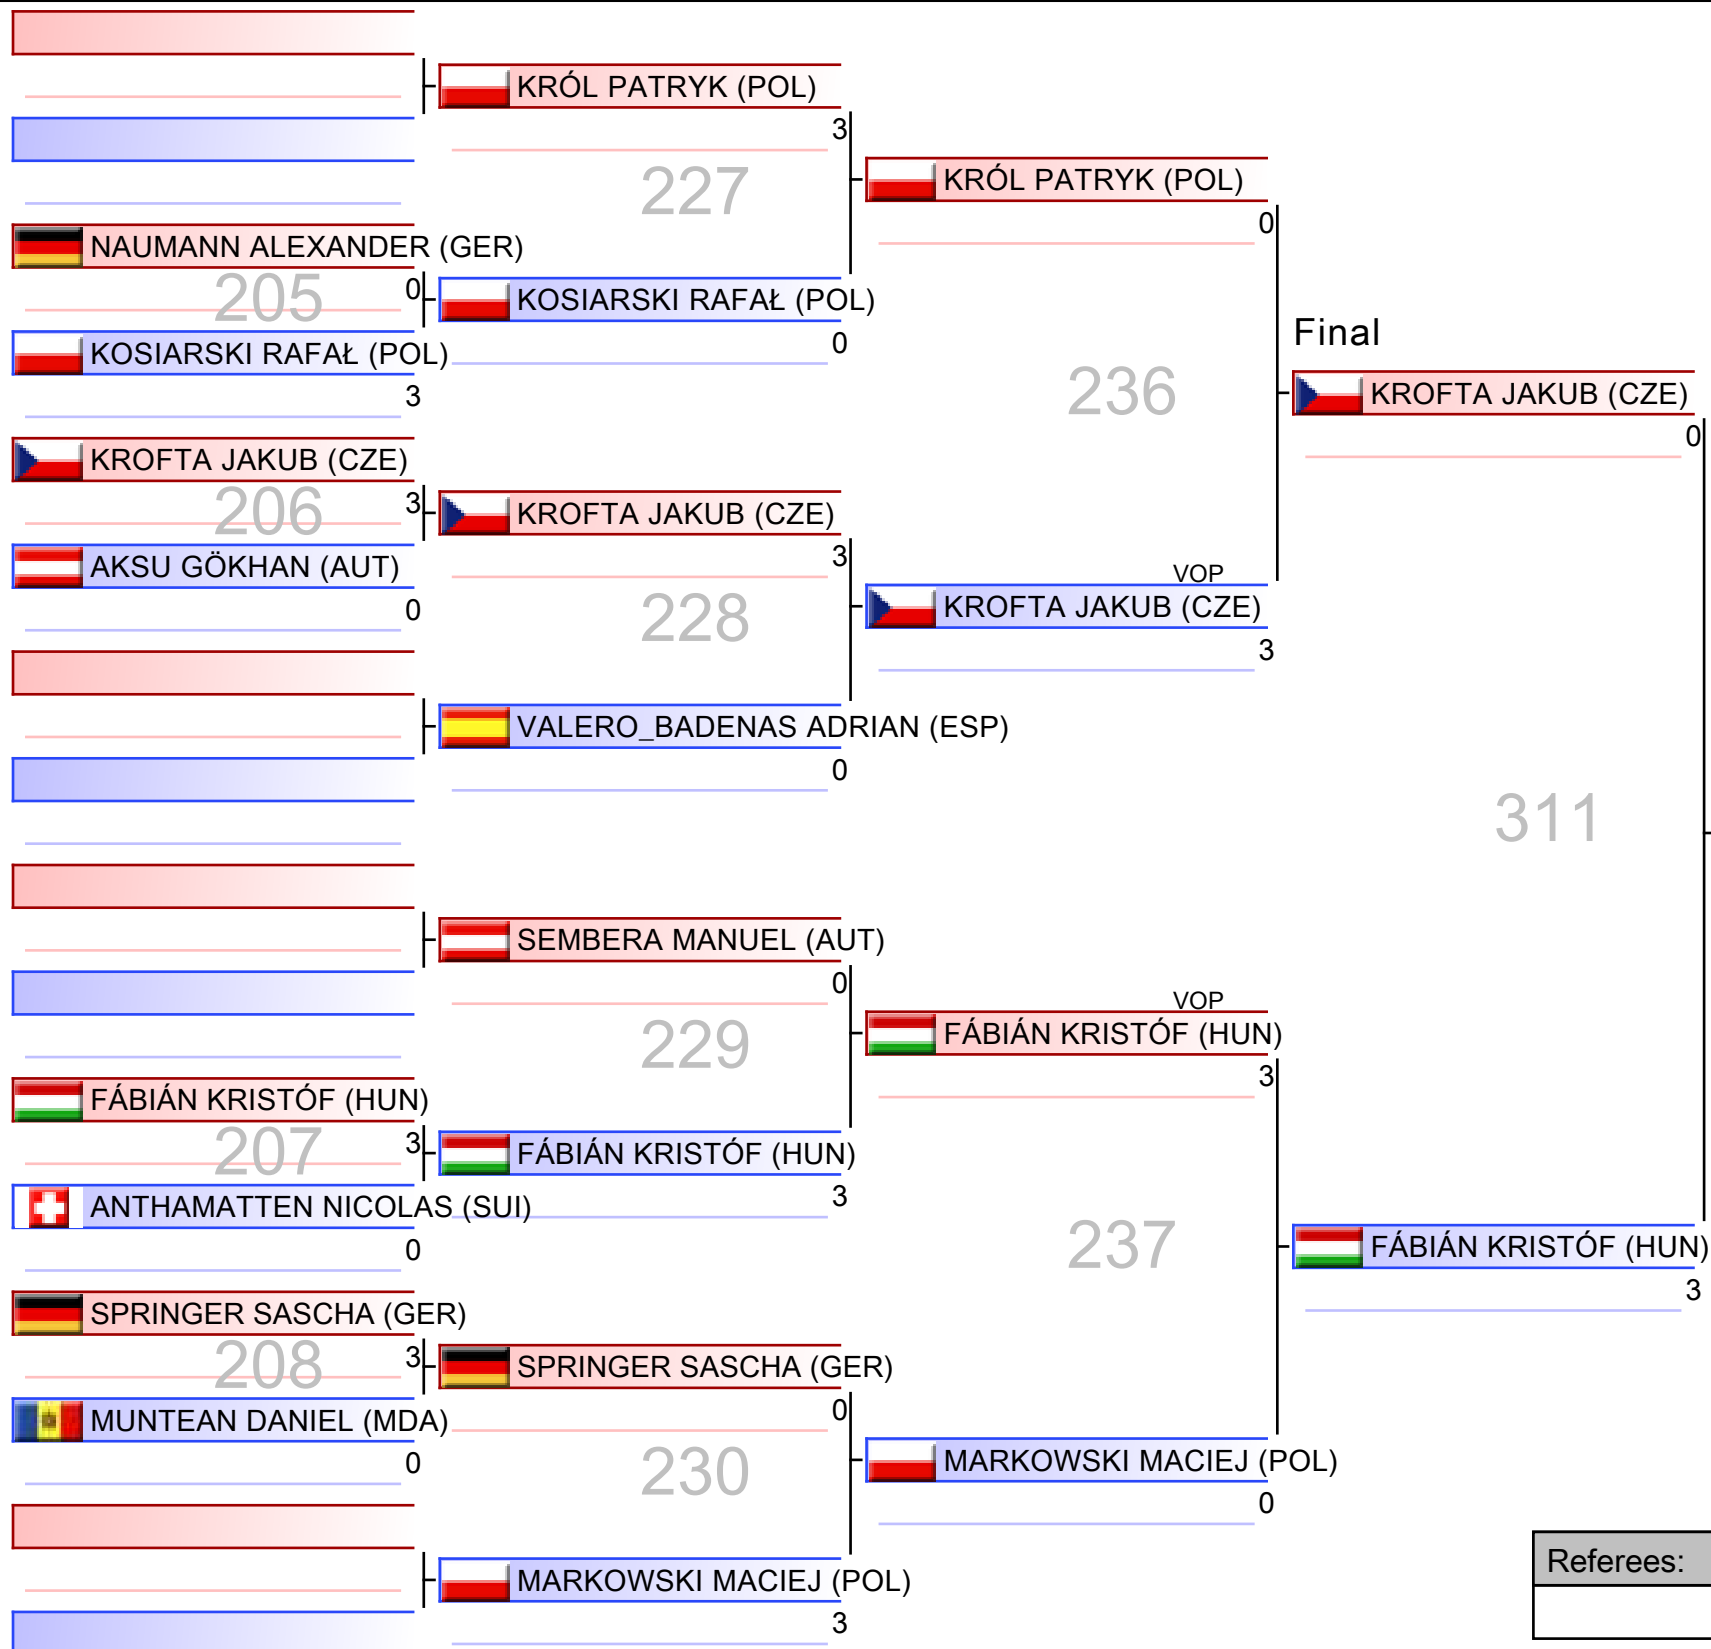 KRÓL PATRYK (POL)
3
227
KRÓL PATRYK (POL)
0
NAUMANN ALEXANDER (GER)
205
0
KOSIARSKI RAFAŁ (POL)
0
KOSIARSKI RAFAŁ (POL)
3
236
Final
KROFTA JAKUB (CZE)
0
KROFTA JAKUB (CZE)
206
3
KROFTA JAKUB (CZE)
3
AKSU GÖKHAN (AUT)
0
228
VOP
KROFTA JAKUB (CZE)
3
VALERO_BADENAS ADRIAN (ESP)
0
311
SEMBERA MANUEL (AUT)
0
229
VOP
FÁBIÁN KRISTÓF (HUN)
3
FÁBIÁN KRISTÓF (HUN)
207
3
FÁBIÁN KRISTÓF (HUN)
3
ANTHAMATTEN NICOLAS (SUI)
0
237
FÁBIÁN KRISTÓF (HUN)
3
SPRINGER SASCHA (GER)
208
3
SPRINGER SASCHA (GER)
0
MUNTEAN DANIEL (MDA)
0
230
MARKOWSKI MACIEJ (POL)
0
MARKOWSKI MACIEJ (POL)
3
Referees: